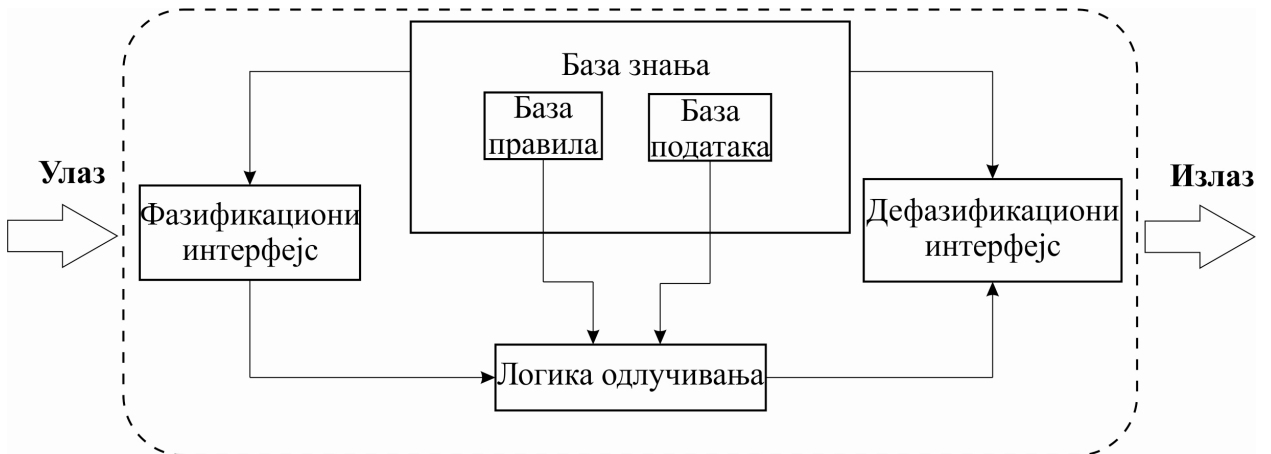 База знања
База
правила
База
података
Улаз
Фазификациони
интерфејс
Дефазификациони
интерфејс
Излаз
Логика одлучивања